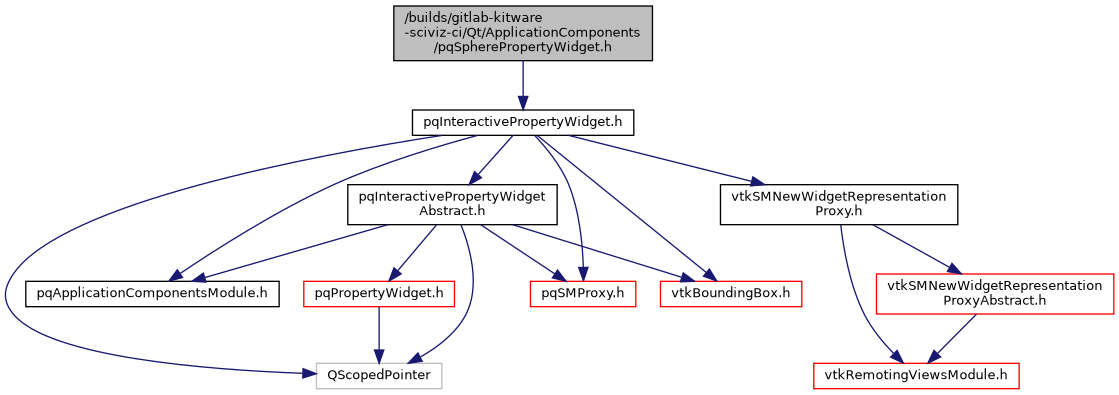 /builds/gitlab-kitware
-sciviz-ci/Qt/ApplicationComponents
/pqSpherePropertyWidget.h
pqInteractivePropertyWidget.h
pqInteractivePropertyWidget
Abstract.h
vtkSMNewWidgetRepresentation
Proxy.h
pqApplicationComponentsModule.h
pqPropertyWidget.h
pqSMProxy.h
vtkBoundingBox.h
vtkSMNewWidgetRepresentation
ProxyAbstract.h
QScopedPointer
vtkRemotingViewsModule.h